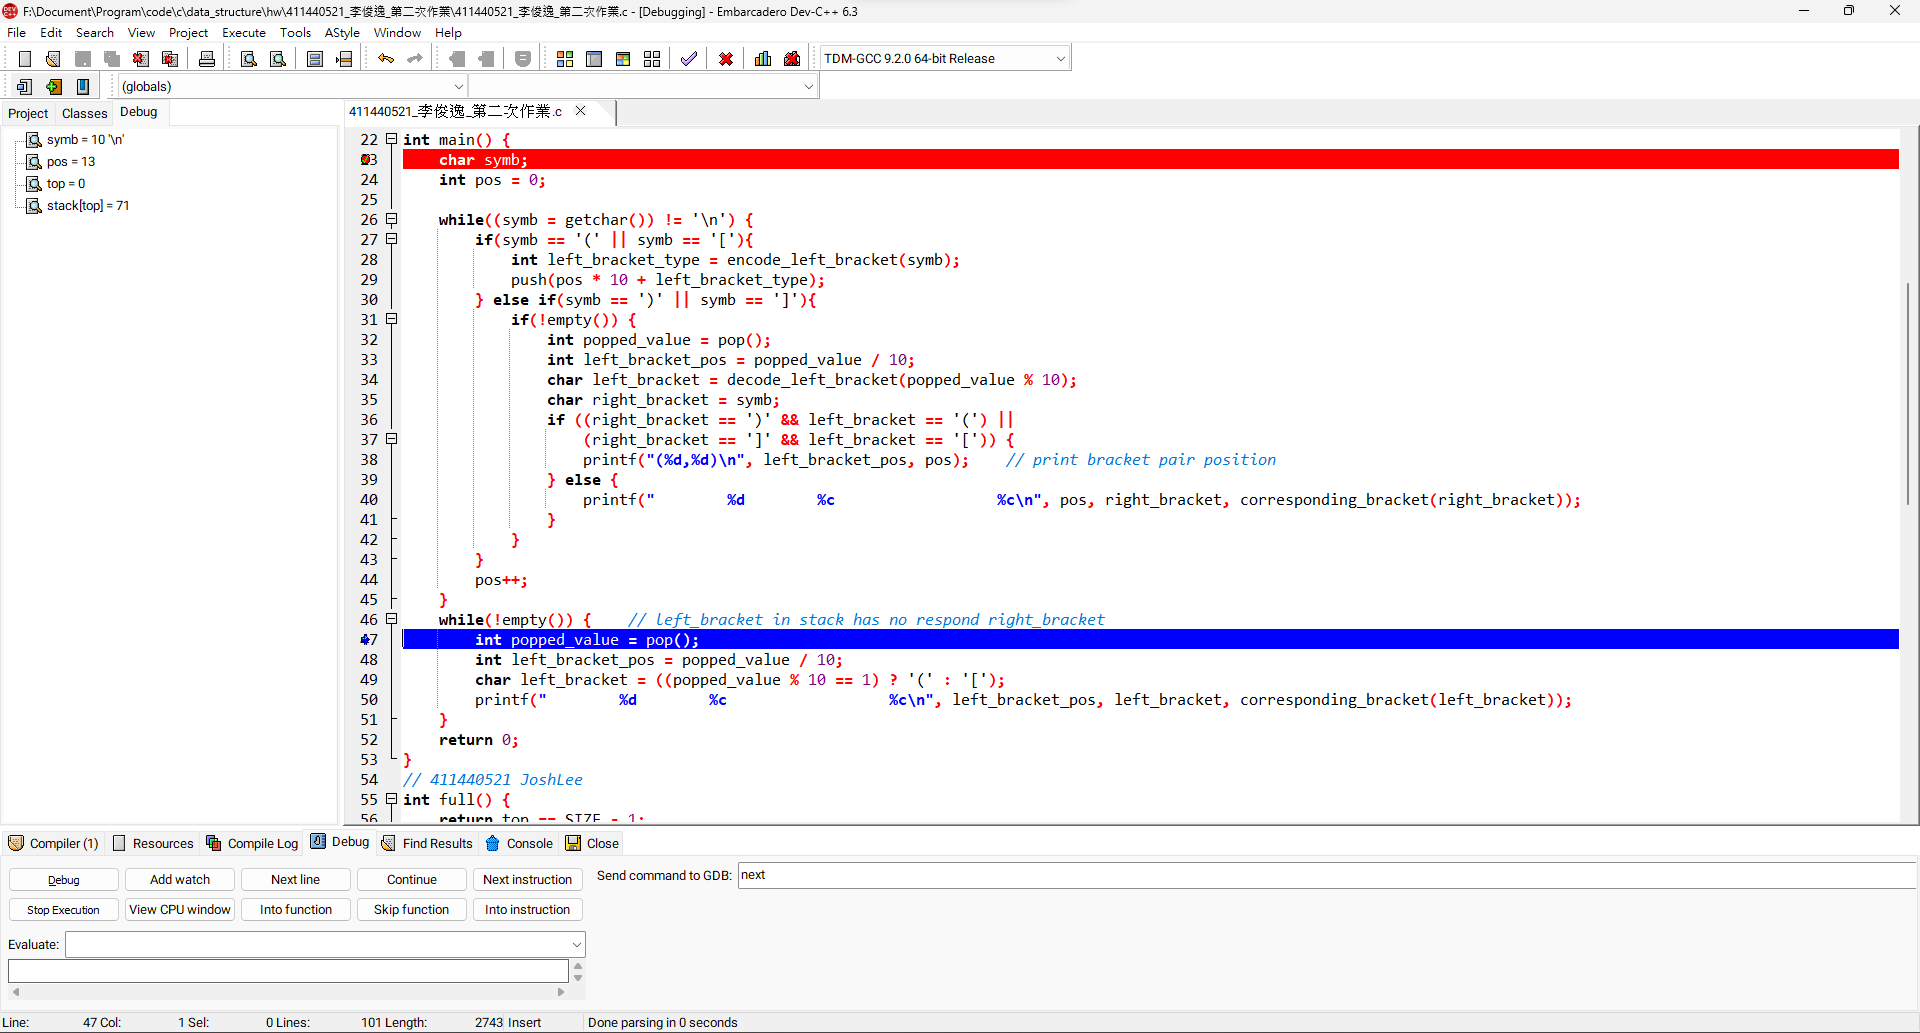 F:\Document\Program\code\c\data_structure\hw\411440521_李俊逸_第二次作業\411440521_李俊逸_第二次作業.c - [Debugging] - Embarcadero Dev-C++ 6.3
File Edit Search View Project Execute Tools AStyle Window Help
TDM-GCC 9.2.0 64-bit Release
(globals)
Project Classes Debug
411440521_李俊逸_第二次作業.c
symb = 10 '\n'
pos = 13
top = 0
stack[top] = 71
22 int main() {
23     char symb;
24     int pos = 0;
25
26     while((symb = getchar()) != '\n') {
27         if(symb == '(' || symb == '['){
28             int left_bracket_type = encode_left_bracket(symb);
29             push(pos * 10 + left_bracket_type);
30         } else if(symb == ')' || symb == ']'){
31             if(!empty()) {
32                 int popped_value = pop();
33                 int left_bracket_pos = popped_value / 10;
34                 char left_bracket = decode_left_bracket(popped_value % 10);
35                 char right_bracket = symb;
36                 if ((right_bracket == ')' && left_bracket == '(') ||
37                     (right_bracket == ']' && left_bracket == '[')) {
38                     printf("(%d,%d)\n", left_bracket_pos, pos);    // print bracket pair position
39                 } else {
40                     printf("        %d        %c                  %c\n", pos, right_bracket, corresponding_bracket(right_bracket));
41                 }
42             }
43         }
44         pos++;
45     }
46     while(!empty()) {    // left_bracket in stack has no respond right_bracket
47         int popped_value = pop();
48         int left_bracket_pos = popped_value / 10;
49         char left_bracket = ((popped_value % 10 == 1) ? '(' : '[');
50         printf("        %d        %c                  %c\n", left_bracket_pos, left_bracket, corresponding_bracket(left_bracket));
51     }
52     return 0;
53 }
54 // 411440521 JoshLee
55 int full() {
56     return top == SIZE - 1;
Compiler (1) Resources Compile Log Debug Find Results Console Close
Debug Add watch Next line Continue Next instruction Send command to GDB: next
Stop Execution View CPU window Into function Skip function Into instruction
Evaluate:
Line: 47 Col: 1 Sel: 0 Lines: 101 Length: 2743 Insert Done parsing in 0 seconds